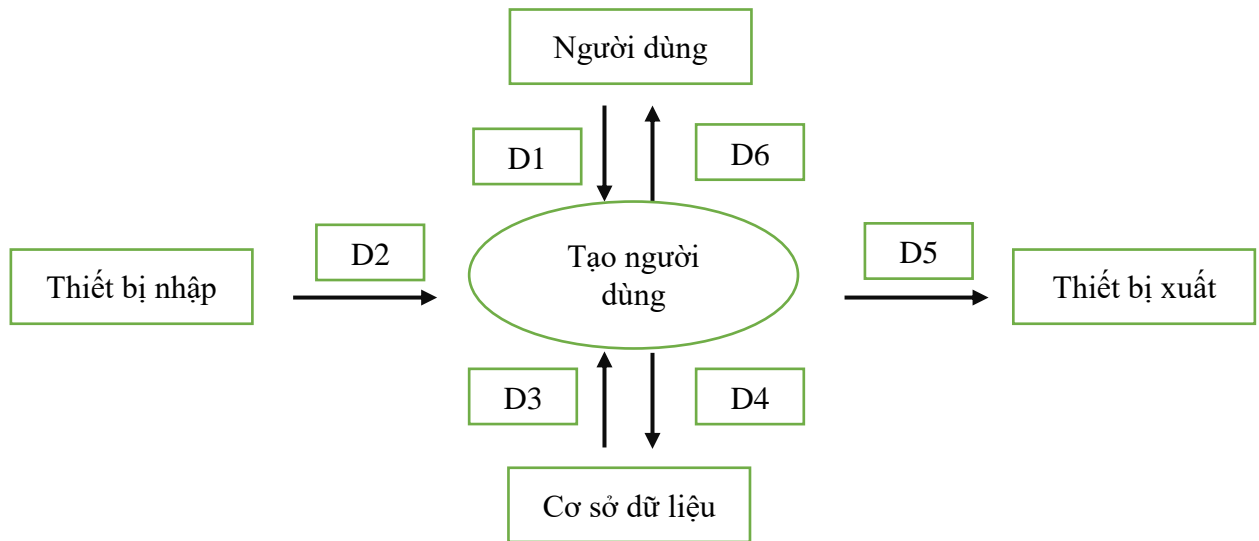 Người dùng
D1
D6
D2
Tạo người
dùng
D5
Thiết bị nhập
Thiết bị xuất
D3
D4
Cơ sở dữ liệu